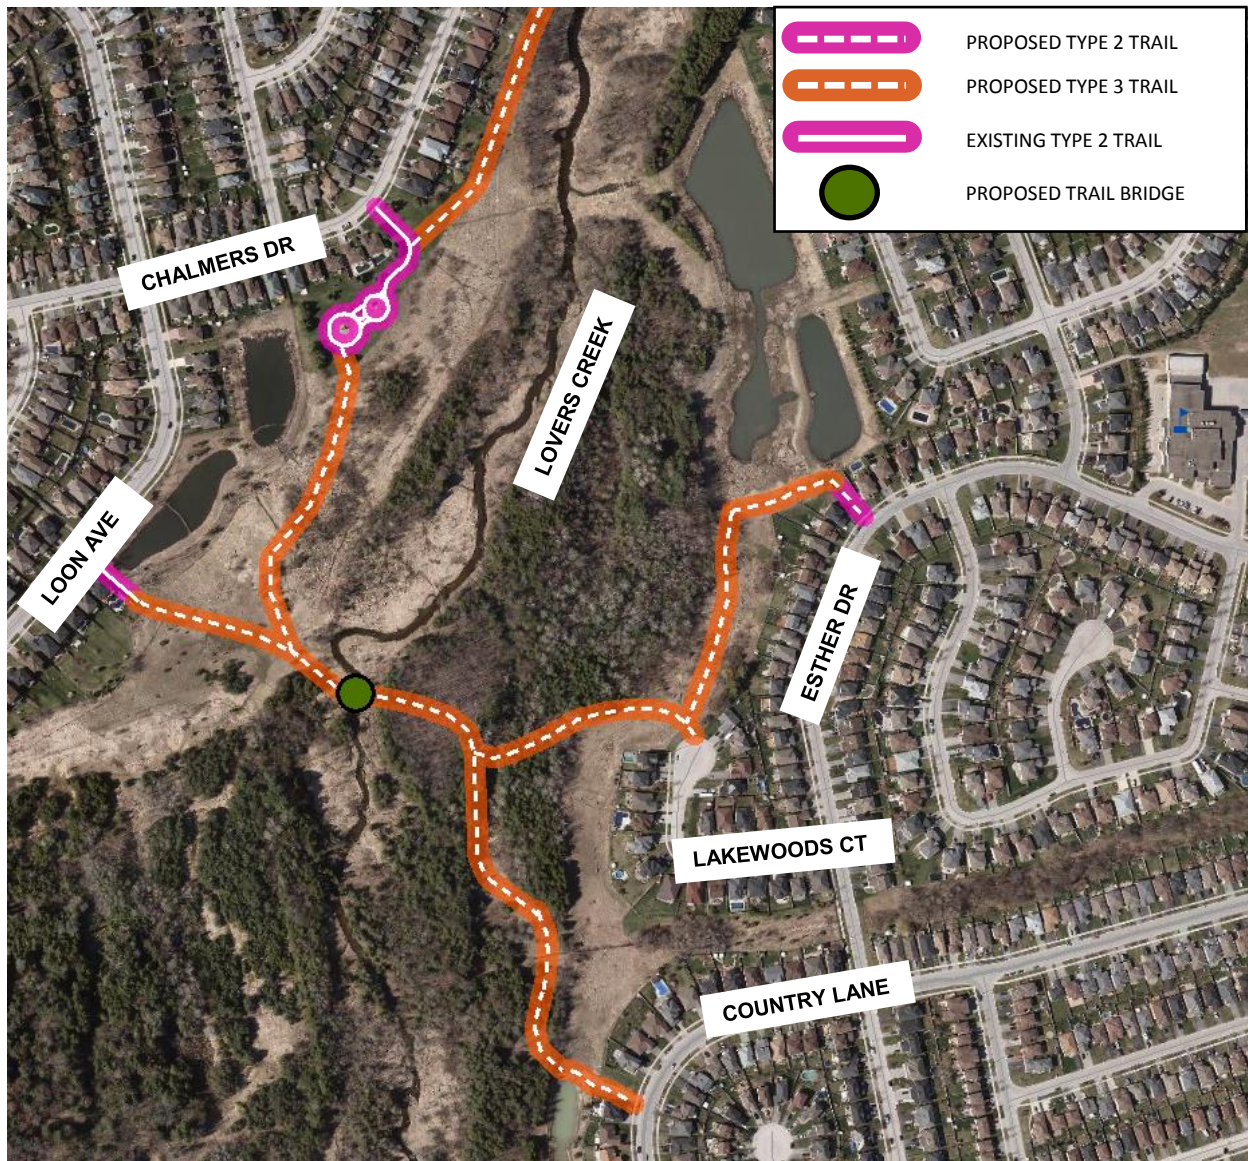 PROPOSED TYPE 2 TRAIL
PROPOSED TYPE 3 TRAIL
EXISTING TYPE 2 TRAIL
PROPOSED TRAIL BRIDGE
CHALMERS DR
LOVERS CREEK
LOON AVE
ESTHER DR
LAKEWOODS CT
COUNTRY LANE